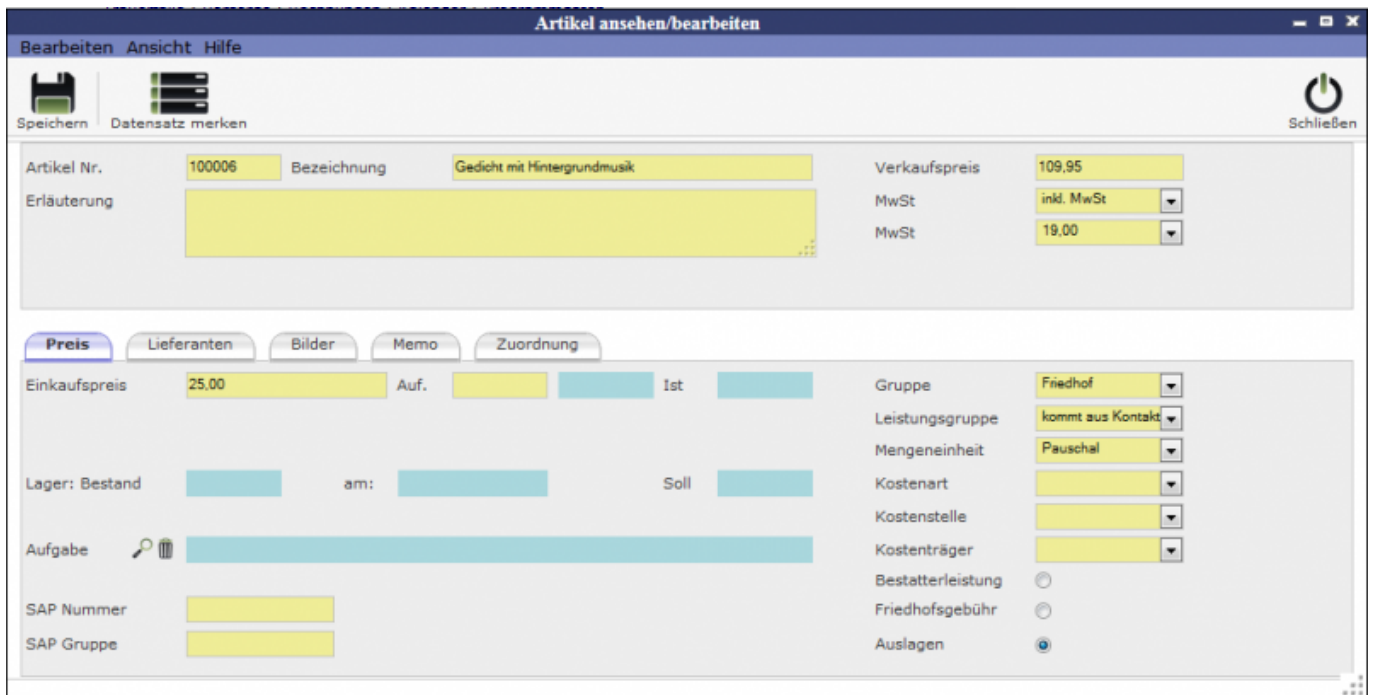 Artikel ansehen/bearbeiten
Bearbeiten Ansicht Hilfe
Speichern Datensatz merken Schließen
Artikel Nr. 100006 Bezeichnung Gedicht mit Hintergrundmusik Verkaufspreis 109,95
Erläuterung MwSt inkl. MwSt
MwSt 19,00
Preis Lieferanten Bilder Memo Zuordnung
Einkaufspreis 25,00 Auf. Ist Gruppe Friedhof
Leistungsgruppe kommt aus Kontakt
Mengeneinheit Pauschal
Lager: Bestand am: Soll Kostenart
Kostenstelle
Aufgabe Kostenträger
Bestatterleistung
SAP Nummer Friedhofsgebühr
SAP Gruppe Auslagen